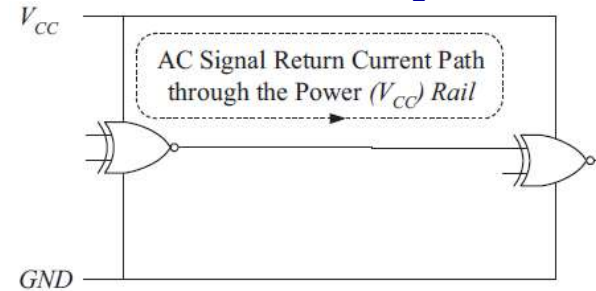 V_CC
AC Signal Return Current Path
through the Power (V_CC) Rail
GND